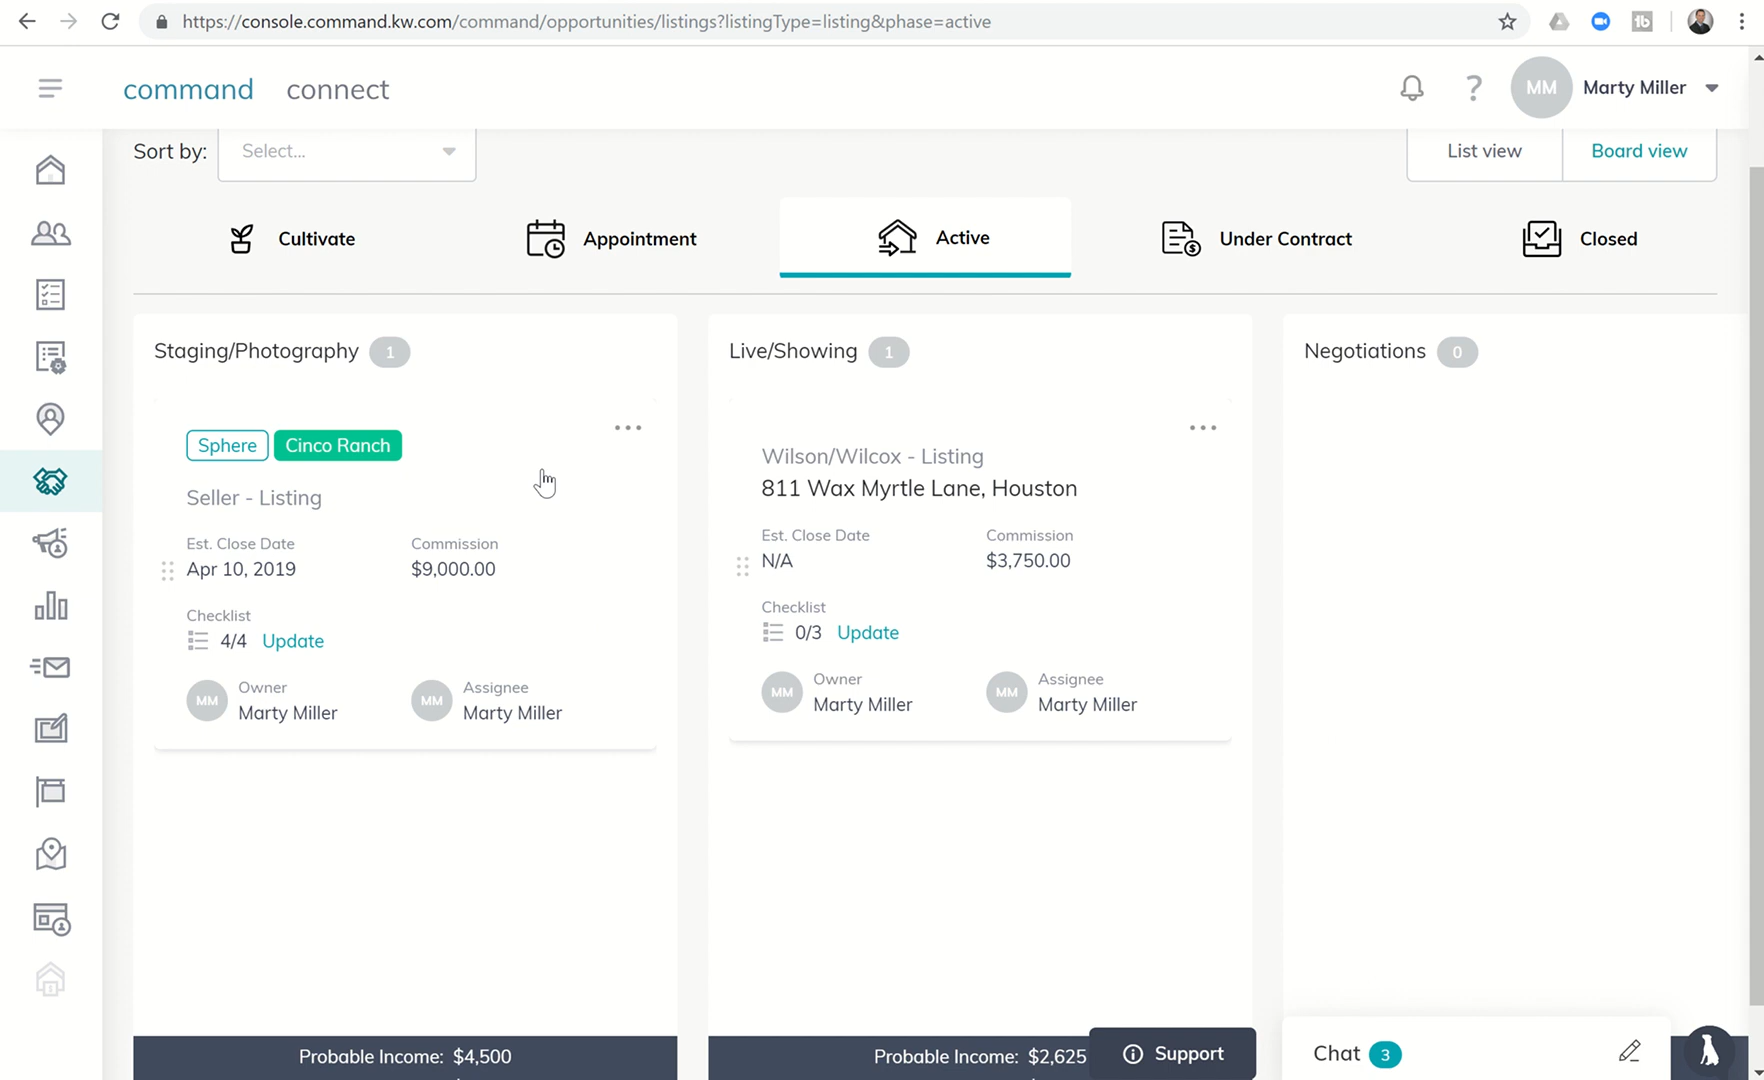 https://console.command.kw.com/command/opportunities/listings?listingType=listing&phase=active
command connect
MM Marty Miller
Sort by: Select...
List view Board view
Cultivate Appointment Active Under Contract Closed
Staging/Photography 1
Sphere Cinco Ranch
Seller - Listing
Est. Close Date Commission
Apr 10, 2019 $9,000.00
Checklist
4/4 Update
MM Owner MM Assignee
Marty Miller Marty Miller
Probable Income: $4,500
Live/Showing 1
Wilson/Wilcox - Listing
811 Wax Myrtle Lane, Houston
Est. Close Date Commission
N/A $3,750.00
Checklist
0/3 Update
MM Owner MM Assignee
Marty Miller Marty Miller
Probable Income: $2,625
Negotiations 0
Support
Chat 3